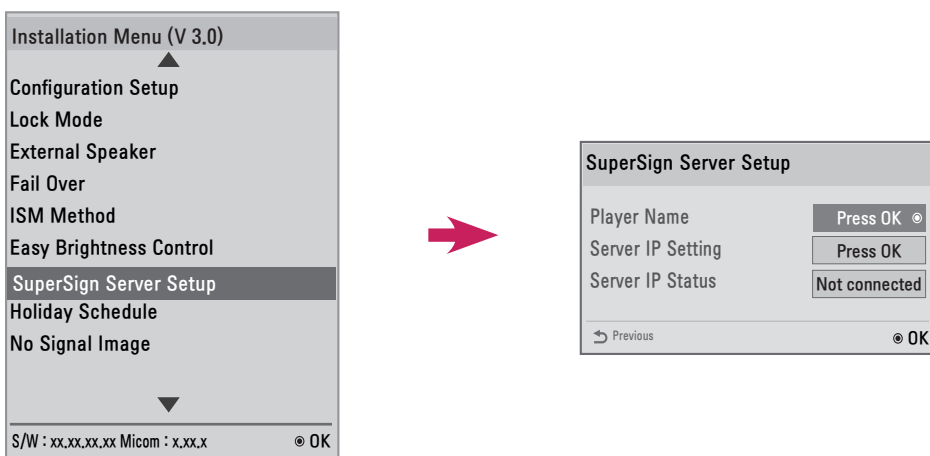 Installation Menu (V 3.0)
Configuration Setup
Lock Mode
External Speaker
Fail Over
ISM Method
Easy Brightness Control
SuperSign Server Setup
Holiday Schedule
No Signal Image
S/W : xx.xx.xx.xx Micom : x.xx.x ◉ OK
SuperSign Server Setup
Player Name Press OK ◉
Server IP Setting Press OK
Server IP Status Not connected
Previous ◉ OK